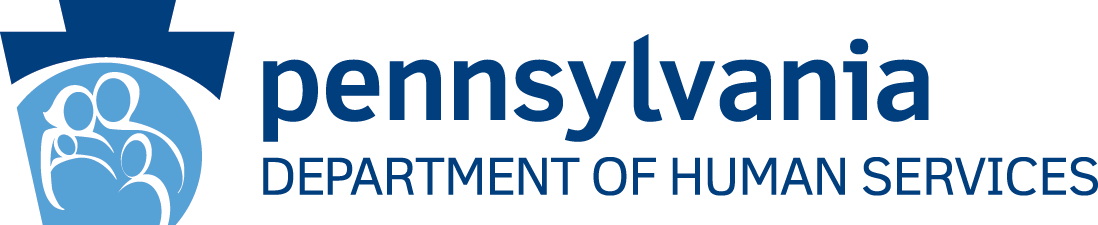 pennsylvania
DEPARTMENT OF HUMAN SERVICES